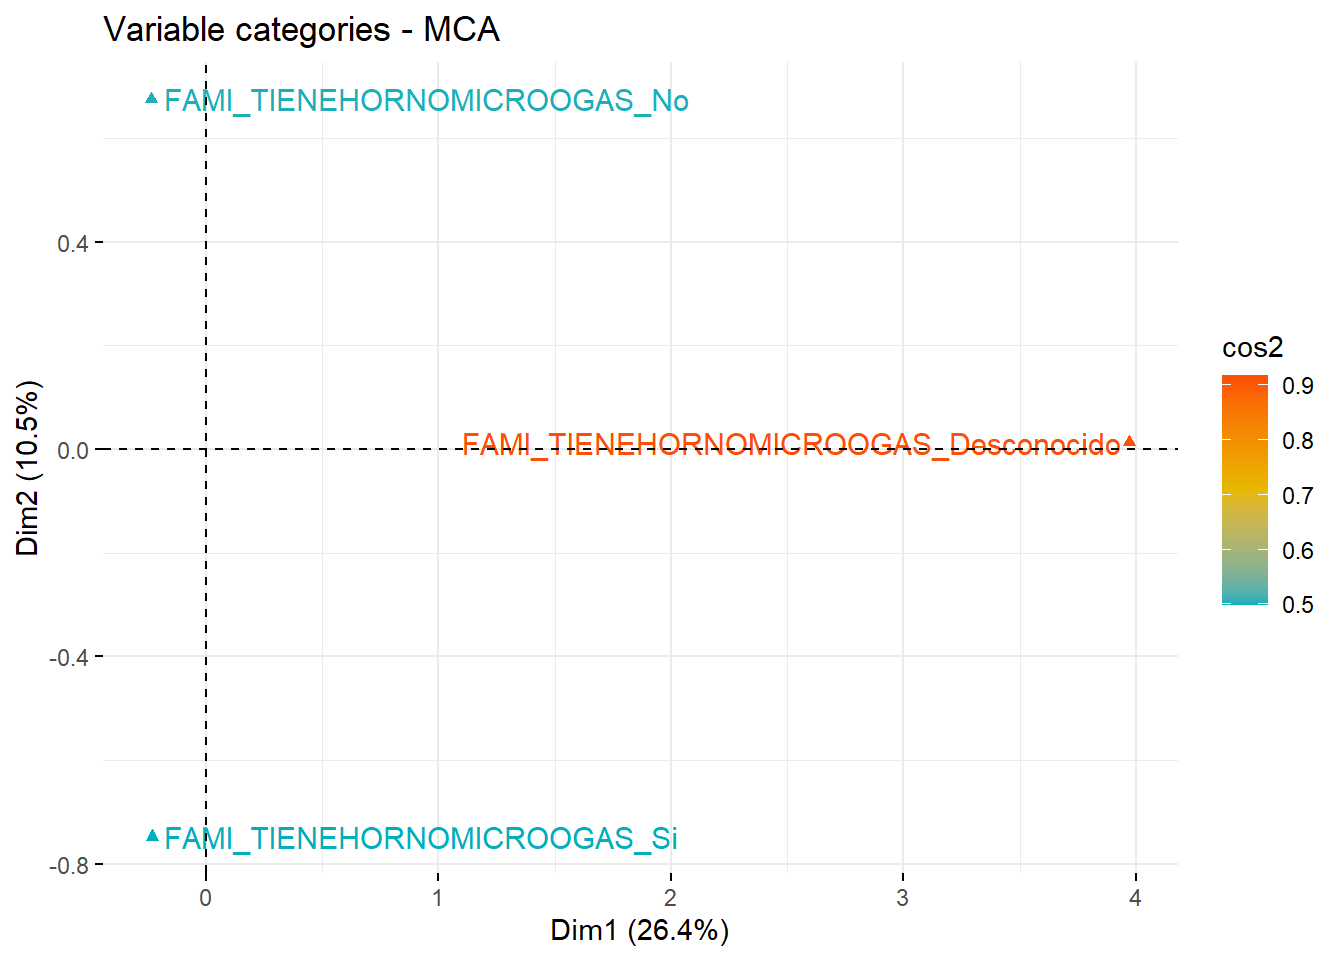 Variable categories - MCA
FAMI_TIENEHORNOMICROOGAS_No
0.4
cos2
0.9
FAMI_TIENEHORNOMICROOGAS_Desconocido
0.0
0.8
0.7
Dim2 (10.5%)
0.6
0.5
-0.4
FAMI_TIENEHORNOMICROOGAS_Si
-0.8
0 1 2 3 4
Dim1 (26.4%)